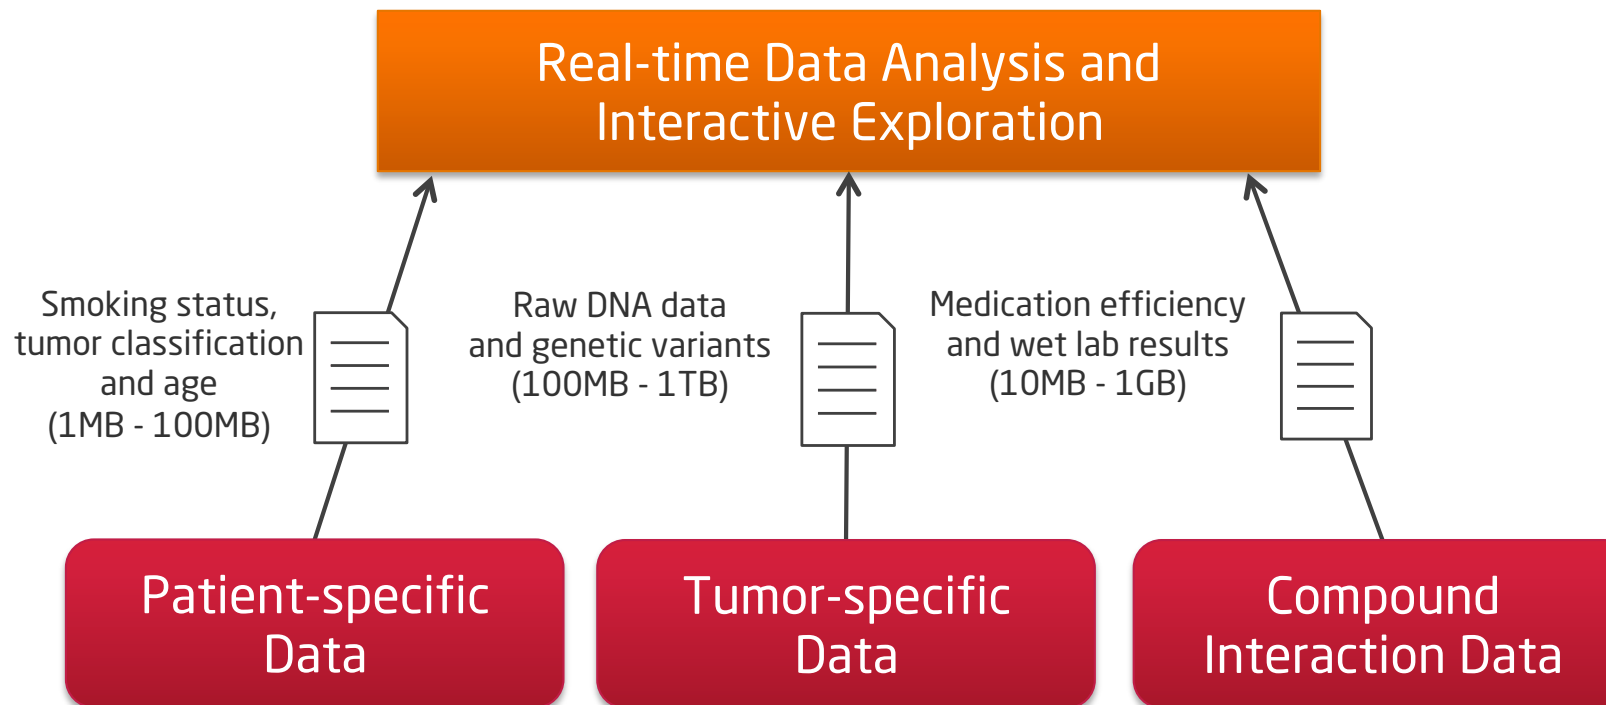 Real-time Data Analysis and
Interactive Exploration
Smoking status,
tumor classification
and age
(1MB - 100MB)
Raw DNA data
and genetic variants
(100MB - 1TB)
Medication efficiency
and wet lab results
(10MB - 1GB)
Patient-specific
Data
Tumor-specific
Data
Compound
Interaction Data